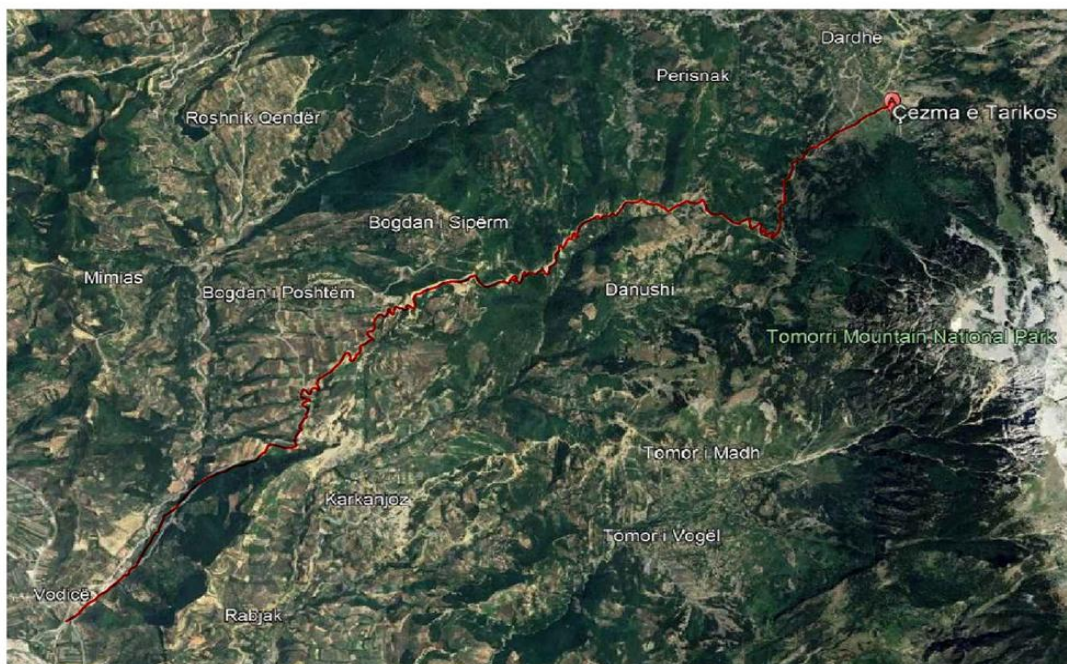 Dardhë
Perisnak
Çezma e Tarikos
Roshnik Qendër
Bogdan i Sipërm
Mimias
Bogdan i Poshtëm
Danushi
Tomorri Mountain National Park
Tomor i Madh
Karkanjoz
Tomor i Vogël
Vodicë
Rabjak